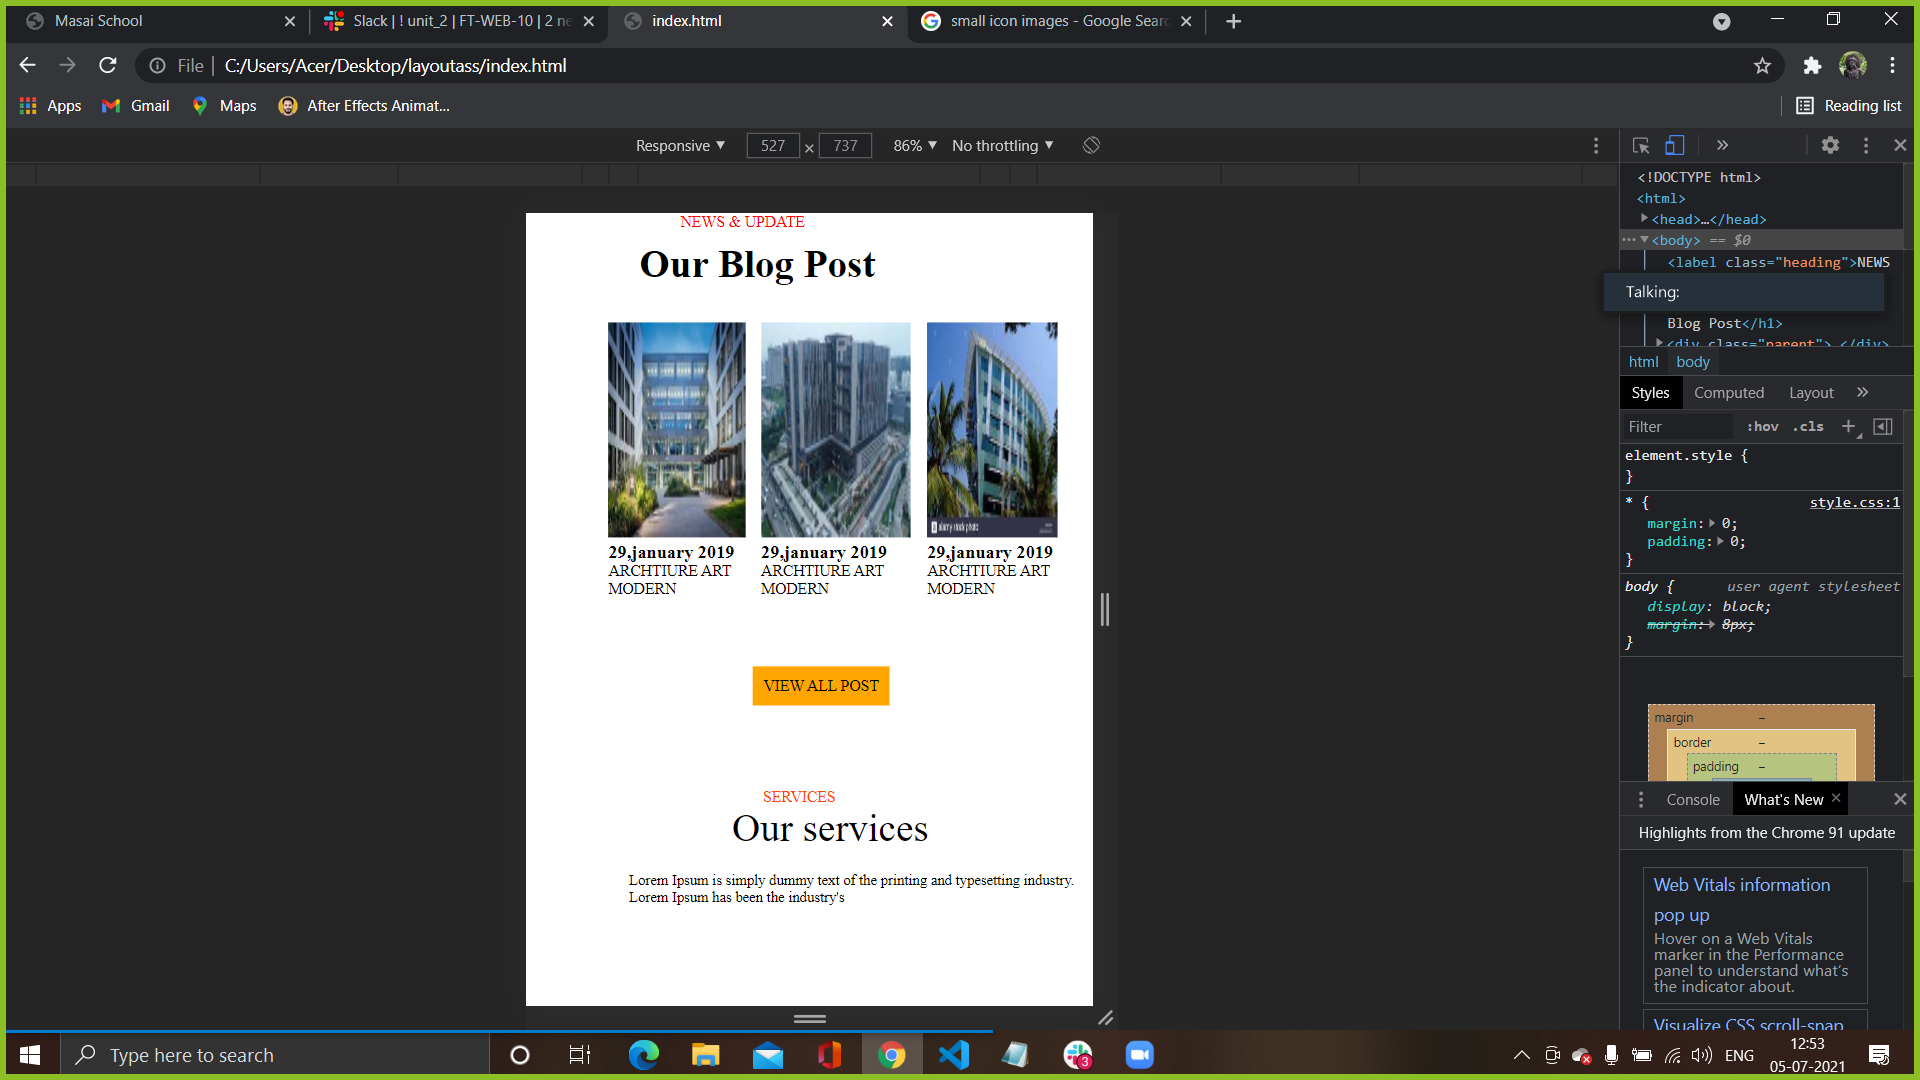 Masai School
Slack | ! unit_2 | FT-WEB-10 | 2 ne
index.html
small icon images - Google Searc
File
C:/Users/Acer/Desktop/layoutass/index.html
Apps
Gmail
Maps
After Effects Animat...
Reading list
Responsive
527
737
86%
No throttling
<!DOCTYPE html>
<html>
<head>…</head>
<body> == $0
<label class="heading">NEWS
Talking:
Blog Post</h1>
<div class="parent"> </div>
html body
Styles Computed Layout
Filter :hov .cls
element.style {
}
* { style.css:1
margin: 0;
padding: 0;
}
body { user agent stylesheet
display: block;
margin: 8px;
}
margin –
border –
padding –
Console What's New
Highlights from the Chrome 91 update
Web Vitals information
pop up
Hover on a Web Vitals
marker in the Performance
panel to understand what's
the indicator about.
Visualize CSS scroll-snap
NEWS & UPDATE
Our Blog Post
alamy stock photo
29,january 2019
ARCHTIURE ART
MODERN
29,january 2019
ARCHTIURE ART
MODERN
29,january 2019
ARCHTIURE ART
MODERN
VIEW ALL POST
SERVICES
Our services
Lorem Ipsum is simply dummy text of the printing and typesetting industry.
Lorem Ipsum has been the industry's
Type here to search
3
ENG
12:53
05-07-2021